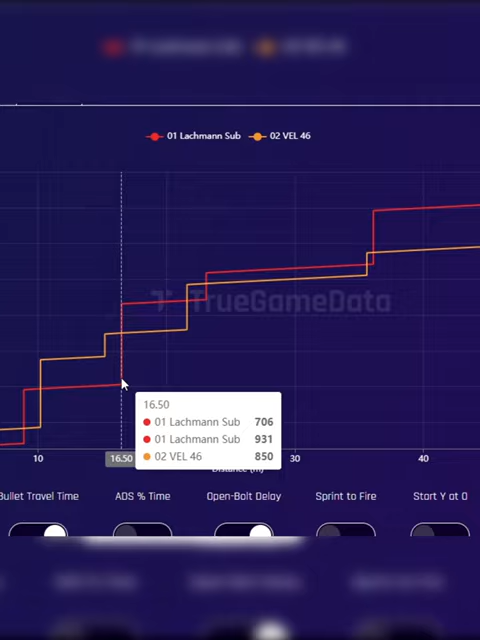 01 Lachmann Sub 02 VEL 46
TrueGameData
16.50
01 Lachmann Sub 706
01 Lachmann Sub 931
02 VEL 46 850
10 16.50 30 40
Distance (m)
Bullet Travel Time ADS % Time Open-Bolt Delay Sprint to Fire Start Y at 0